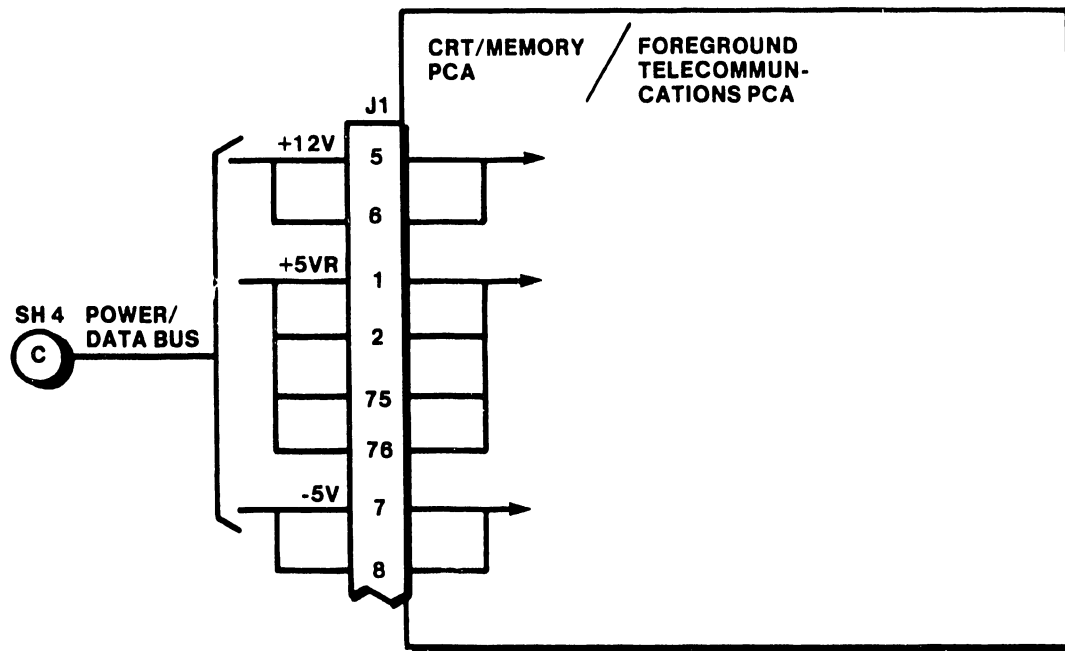 CRT/MEMORY
PCA
FOREGROUND
TELECOMMUN-
CATIONS PCA
J1
+12V
5
6
+5VR
1
2
75
76
-5V
7
8
SH 4 POWER/
DATA BUS
C